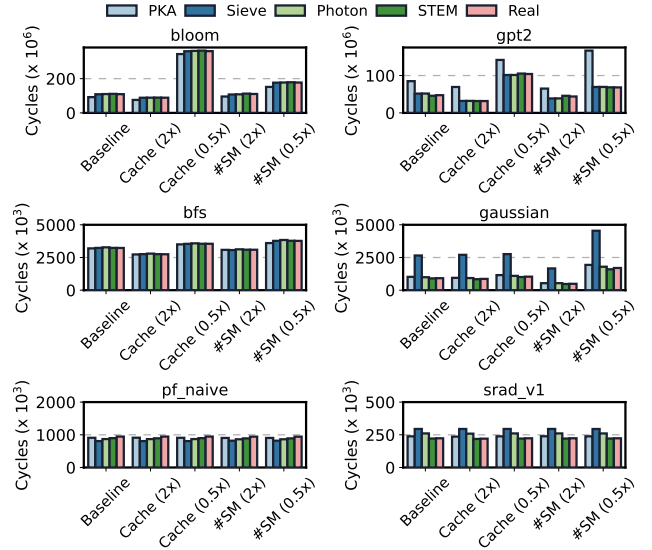 PKA Sieve Photon STEM Real
bloom
Cycles (x 10⁶)
200
0
Baseline
Cache (2x)
Cache (0.5x)
#SM (2x)
#SM (0.5x)
gpt2
Cycles (x 10⁶)
100
0
Baseline
Cache (2x)
Cache (0.5x)
#SM (2x)
#SM (0.5x)
bfs
Cycles (x 10³)
5000
2500
0
Baseline
Cache (2x)
Cache (0.5x)
#SM (2x)
#SM (0.5x)
gaussian
Cycles (x 10³)
5000
2500
0
Baseline
Cache (2x)
Cache (0.5x)
#SM (2x)
#SM (0.5x)
pf_naive
Cycles (x 10³)
2000
1000
0
Baseline
Cache (2x)
Cache (0.5x)
#SM (2x)
#SM (0.5x)
srad_v1
Cycles (x 10³)
500
250
0
Baseline
Cache (2x)
Cache (0.5x)
#SM (2x)
#SM (0.5x)